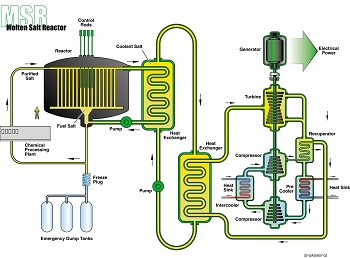 MSR
Molten Salt Reactor
Control
Rods
Reactor
Coolant Salt
Purified
Salt
Fuel Salt
□□□□□
Chemical
Processing
Plant
Pump
Freeze
Plug
Emergency Dump Tanks
Heat
Exchanger
Pump
Heat
Exchanger
Generator
Electrical
Power
Turbine
Recuperator
Compressor
Heat
Sink
Pre
Cooler
Heat Sink
Intercooler
Compressor
02-GA50807-02